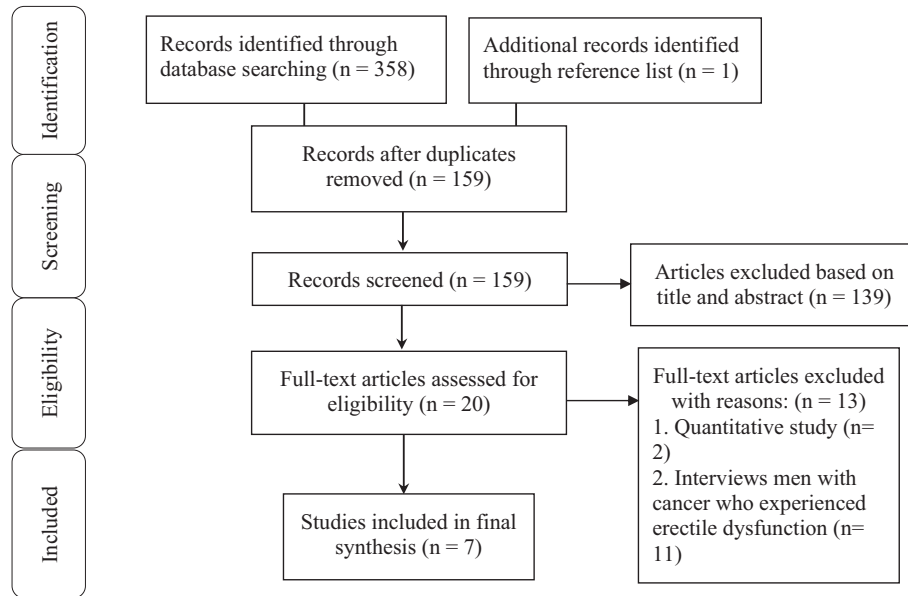 Identification
Records identified through
database searching (n = 358)
Additional records identified
through reference list (n = 1)
Records after duplicates
removed (n = 159)
Screening
Records screened (n = 159)
Articles excluded based on
title and abstract (n = 139)
Eligibility
Full-text articles assessed for
eligibility (n = 20)
Full-text articles excluded
with reasons: (n = 13)
1. Quantitative study (n=
2)
2. Interviews men with
cancer who experienced
erectile dysfunction (n=
11)
Included
Studies included in final
synthesis (n = 7)